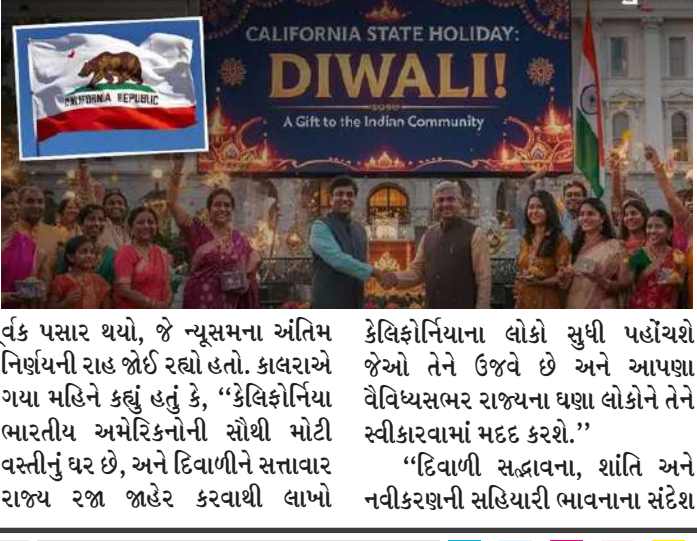 CALIFORNIA REPUBLIC
CALIFORNIA STATE HOLIDAY:
DIWALI!
A Gift to the Indian Community
ર્વક પસાર થયો, જે ન્યૂસમના અંતિમ
નિર્ણયની રાહ જોઈ રહ્યો હતો. કાલરાએ
ગયા મહિને કહ્યું હતું કે, ‘‘કેલિફોર્નિયા
ભારતીય અમેરિકનોની સૌથી મોટી
વસ્તીનું ઘર છે, અને દિવાળીને સત્તાવાર
રાજ્ય રજા જાહેર કરવાથી લાખો
કેલિફોર્નિયાના લોકો સુધી પહોંચશે
જેઓ તેને ઉજવે છે અને આપણા
વૈવિધ્યસભર રાજ્યના ઘણા લોકોને તેને
સ્વીકારવામાં મદદ કરશે.’’
‘‘દિવાળી સદ્ભાવના, શાંતિ અને
નવીકરણની સહિયારી ભાવનાના સંદેશ